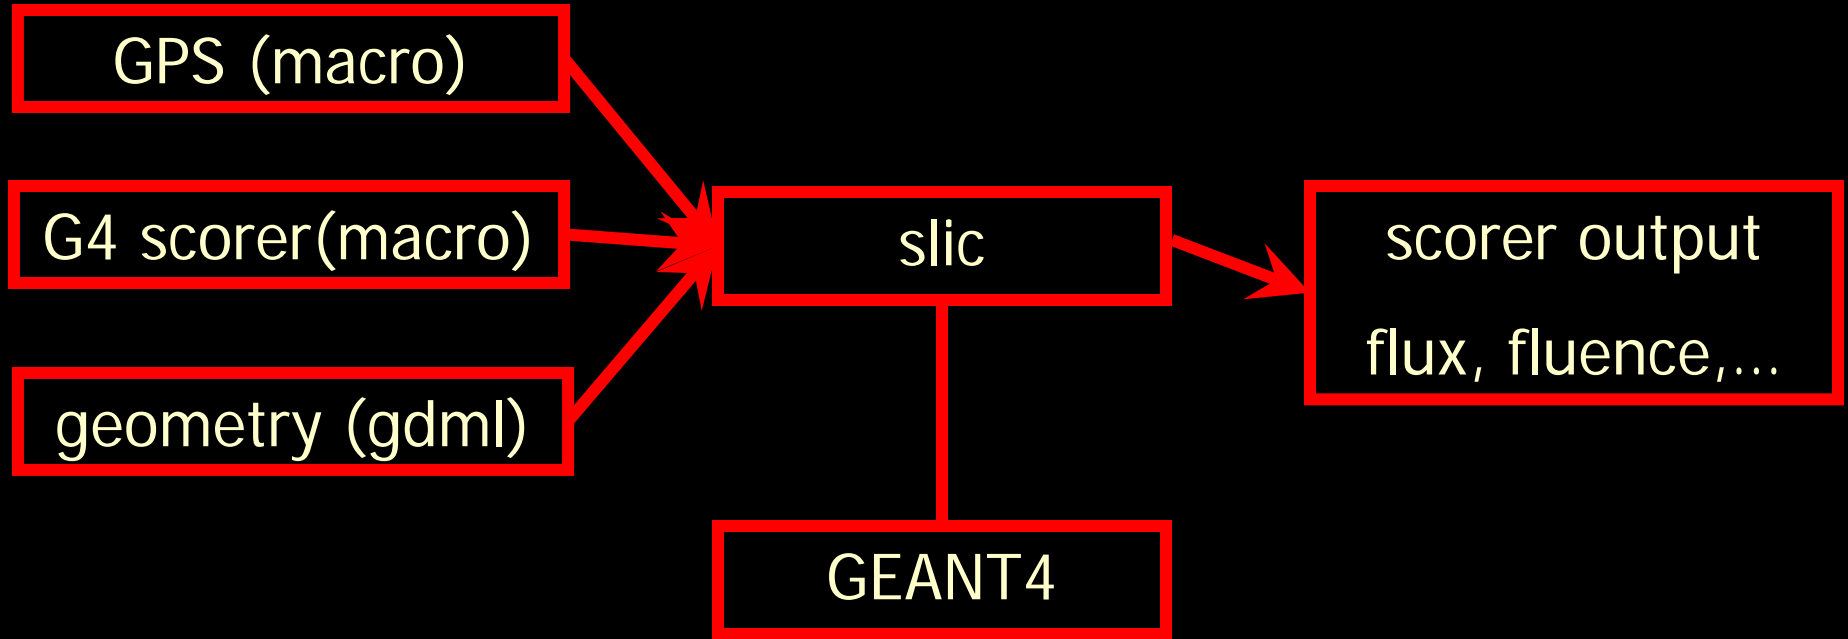 GPS (macro)
G4 scorer(macro)
geometry (gdml)
slic
GEANT4
scorer output
flux, fluence,...